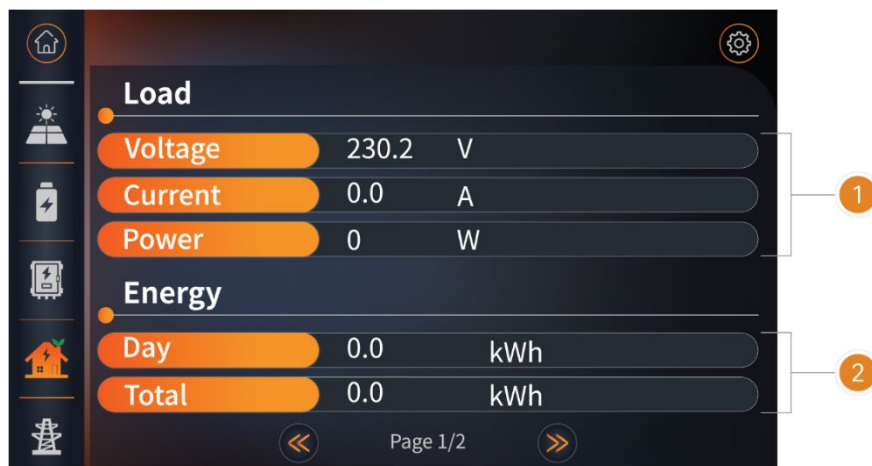 Load
Voltage 230.2 V
Current 0.0 A
1
Power 0 W
Energy
Day 0.0 kWh
2
Total 0.0 kWh
Page 1/2